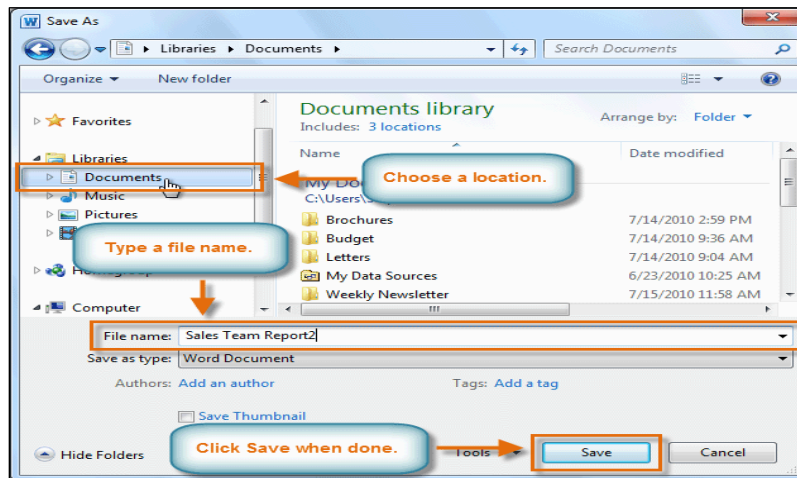 Save As
Libraries Documents
Search Documents
Organize New folder
Favorites
Libraries
Documents
Music
Pictures
Computer
Documents library
Includes: 3 locations
Arrange by: Folder
Name Date modified
C:\Users\
Brochures 7/14/2010 2:59 PM
Budget 7/14/2010 9:36 AM
Letters 7/14/2010 9:04 AM
My Data Sources 6/23/2010 10:25 AM
Weekly Newsletter 7/15/2010 11:58 AM
Choose a location.
Type a file name.
File name: Sales Team Report2
Save as type: Word Document
Authors: Add an author Tags: Add a tag
Save Thumbnail
Click Save when done.
Hide Folders Tools Save Cancel